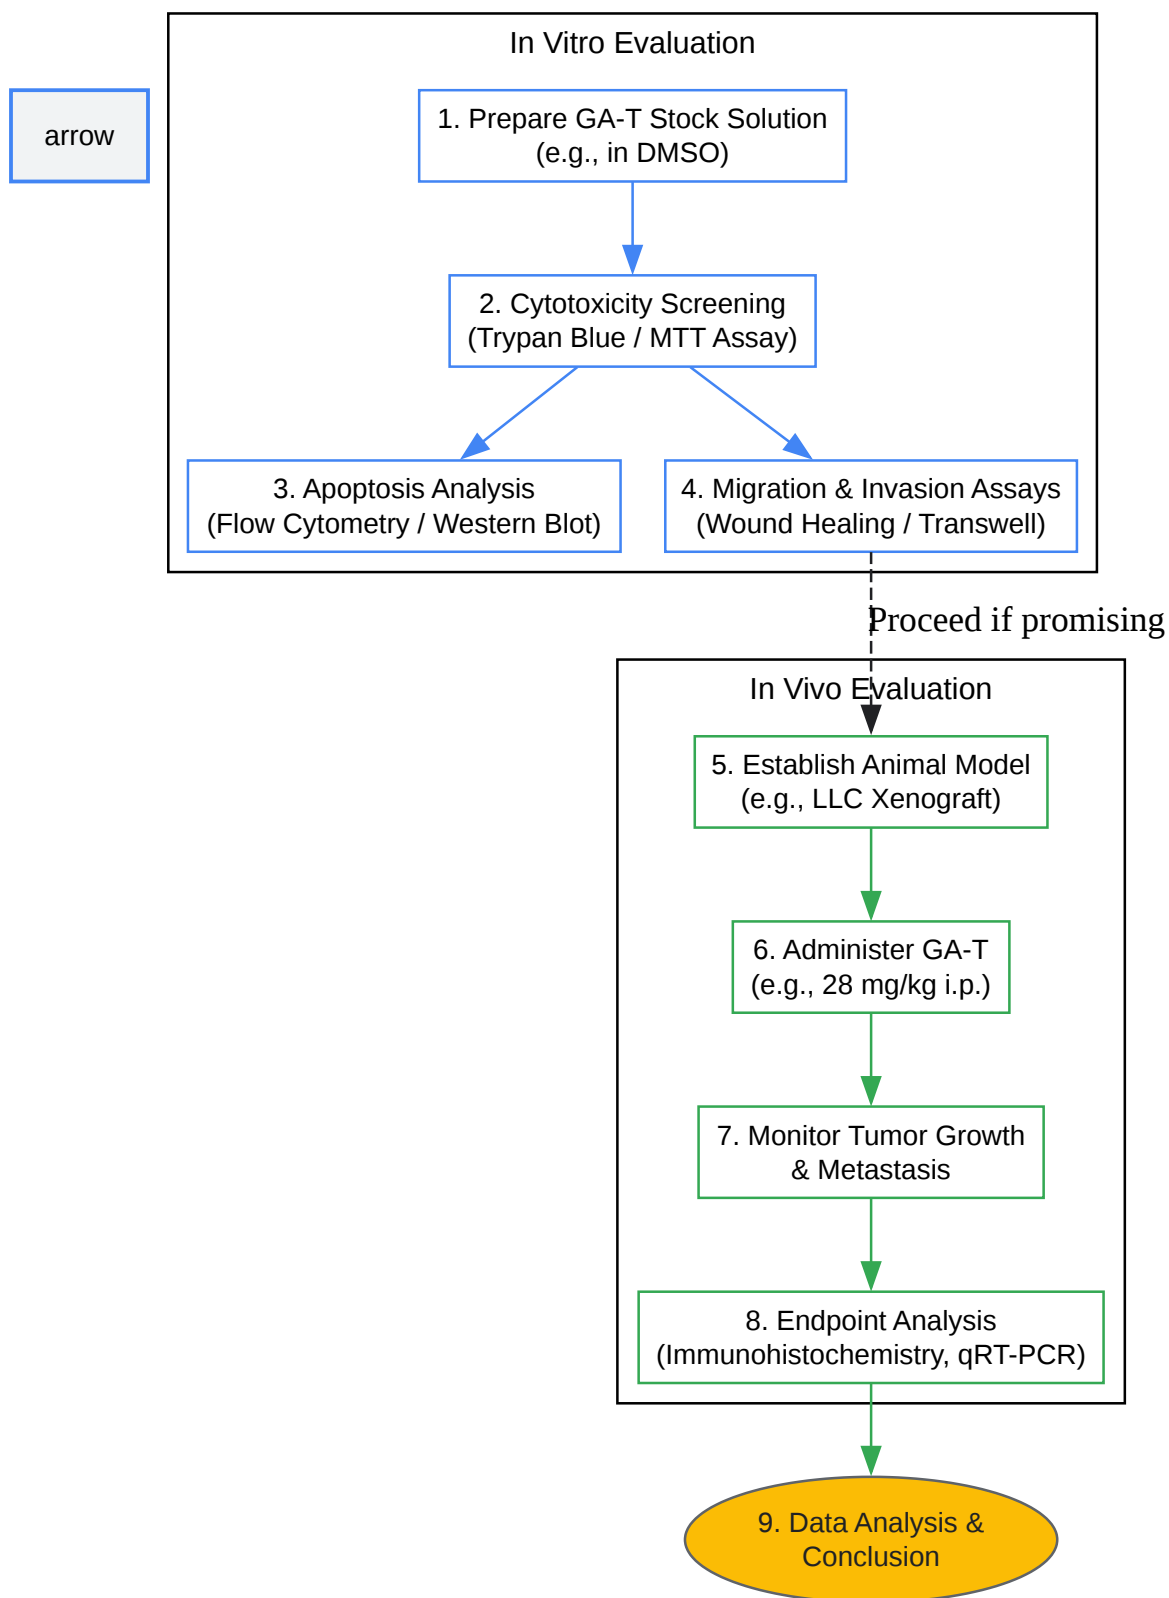 In Vitro Evaluation
arrow
1. Prepare GA-T Stock Solution
(e.g., in DMSO)
2. Cytotoxicity Screening
(Trypan Blue / MTT Assay)
3. Apoptosis Analysis
(Flow Cytometry / Western Blot)
4. Migration & Invasion Assays
(Wound Healing / Transwell)
Proceed if promising
In Vivo Evaluation
5. Establish Animal Model
(e.g., LLC Xenograft)
6. Administer GA-T
(e.g., 28 mg/kg i.p.)
7. Monitor Tumor Growth
& Metastasis
8. Endpoint Analysis
(Immunohistochemistry, qRT-PCR)
9. Data Analysis &
Conclusion